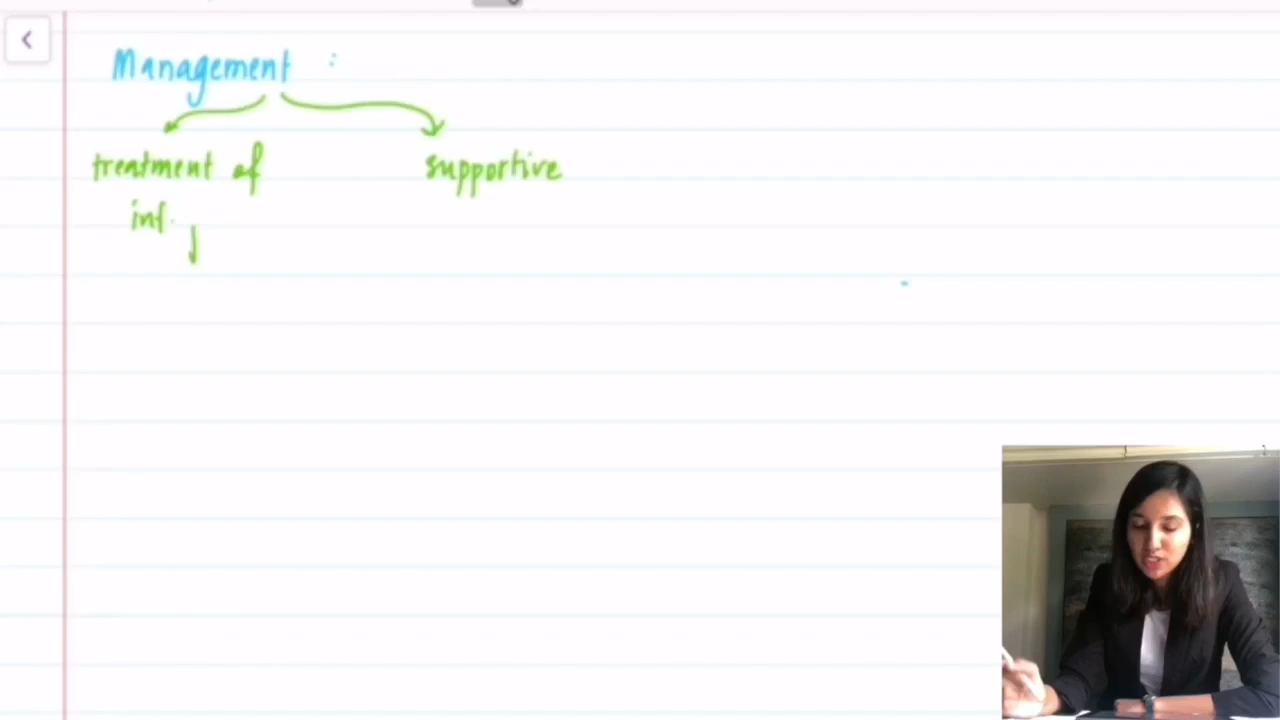 Management :
treatment of
inf.
supportive